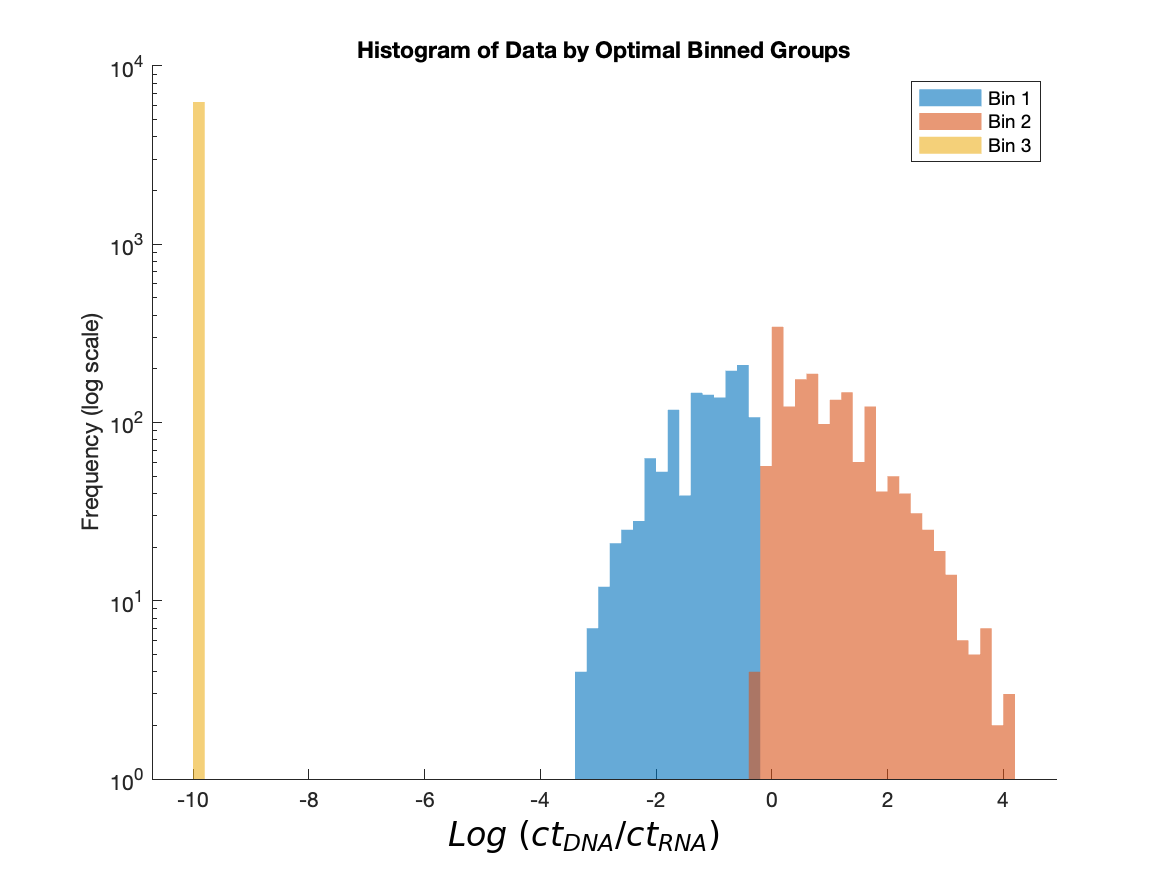 Histogram of Data by Optimal Binned Groups
Bin 1
Bin 2
Bin 3
Frequency (log scale)
10^4
10^3
10^2
10^1
10^0
-10 -8 -6 -4 -2 0 2 4
Log (ct_DNA/ct_RNA)